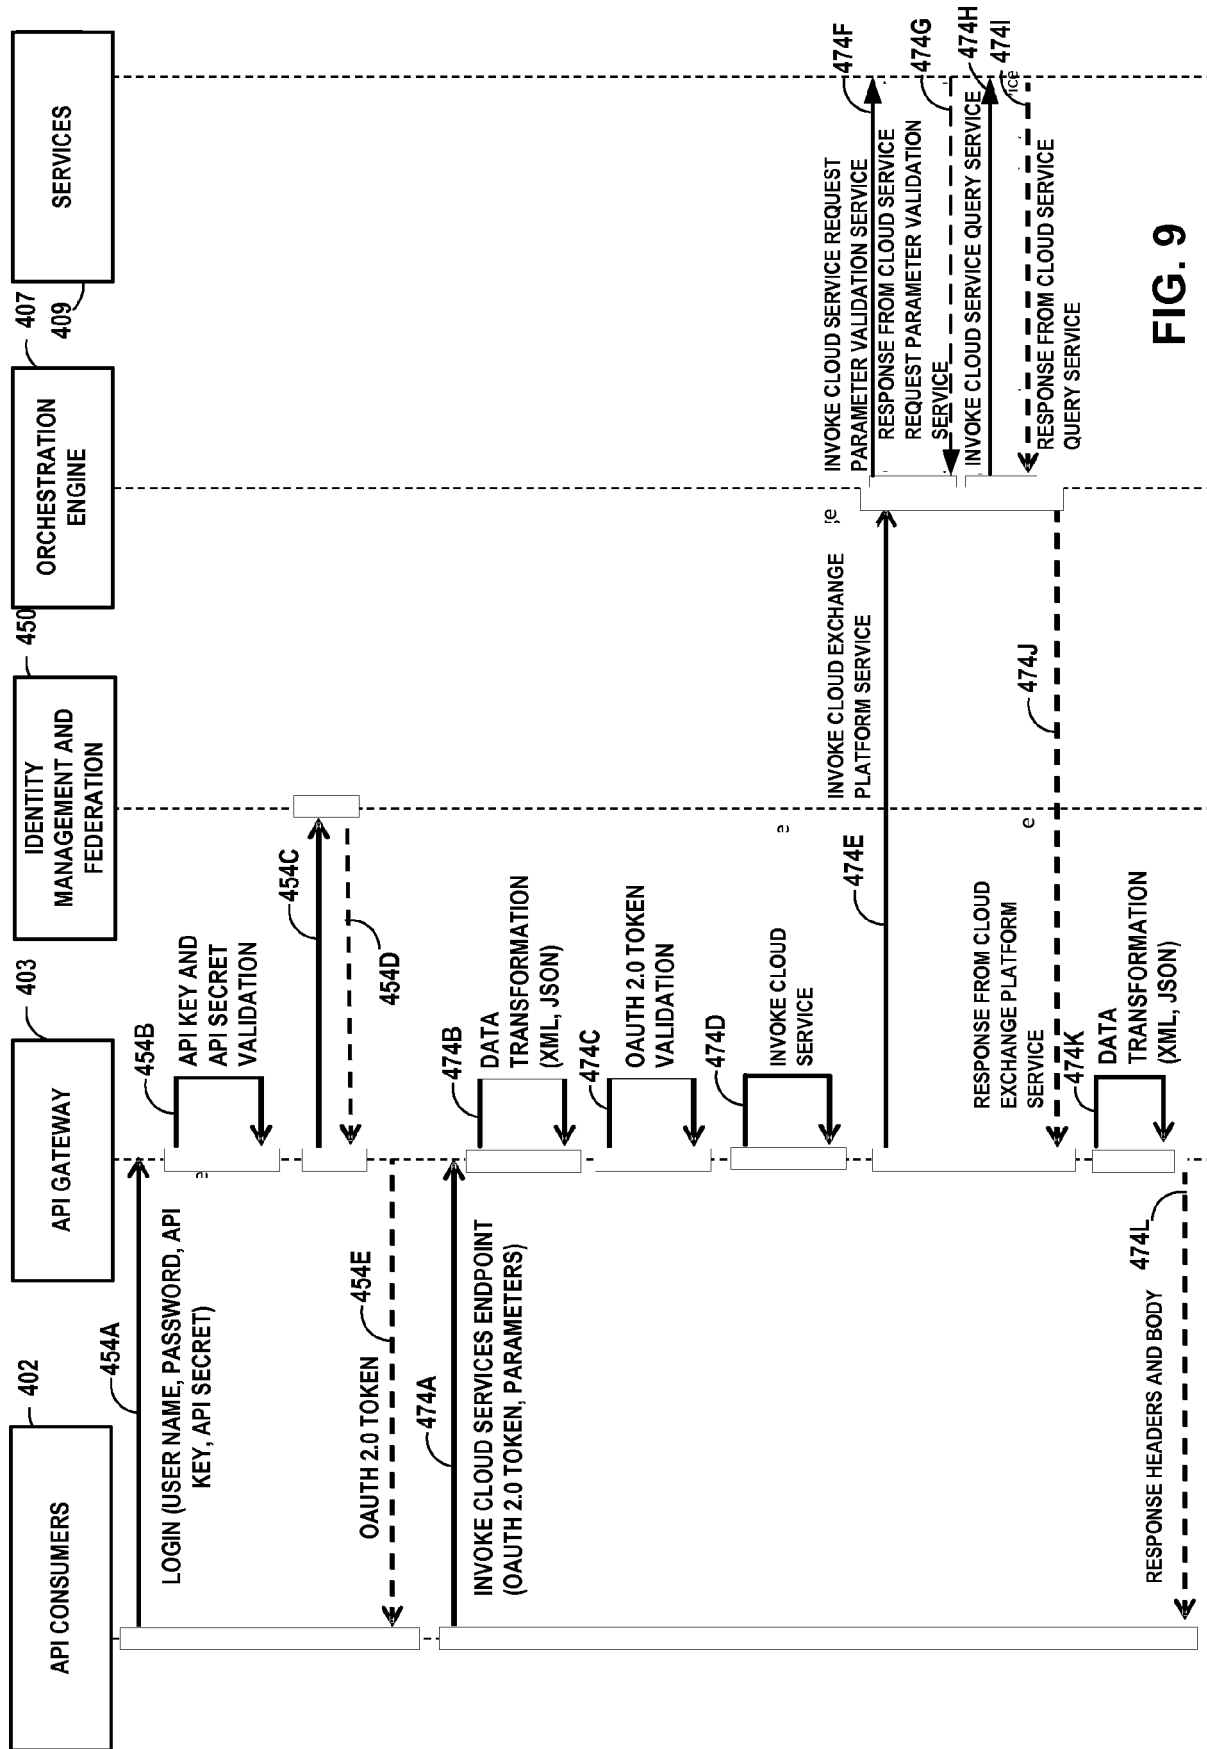 API CONSUMERS
402
API GATEWAY
403
IDENTITY
MANAGEMENT AND
FEDERATION
450
ORCHESTRATION
ENGINE
407
SERVICES
409
454A
LOGIN (USER NAME, PASSWORD, API
KEY, API SECRET)
454B
API KEY AND
API SECRET
VALIDATION
e
454C
454D
454E
OAUTH 2.0 TOKEN
474A
INVOKE CLOUD SERVICES ENDPOINT
(OAUTH 2.0 TOKEN, PARAMETERS)
474B
DATA
TRANSFORMATION
(XML, JSON)
474C
OAUTH 2.0 TOKEN
VALIDATION
474D
INVOKE CLOUD
SERVICE
e
474E
INVOKE CLOUD EXCHANGE
PLATFORM SERVICE
ge
INVOKE CLOUD SERVICE REQUEST
PARAMETER VALIDATION SERVICE
474F
RESPONSE FROM CLOUD SERVICE
REQUEST PARAMETER VALIDATION
SERVICE
474G
INVOKE CLOUD SERVICE QUERY SERVICE
474H
ice
474I
RESPONSE FROM CLOUD SERVICE
QUERY SERVICE
474J
e
RESPONSE FROM CLOUD
EXCHANGE PLATFORM
SERVICE
474K
DATA
TRANSFORMATION
(XML, JSON)
474L
RESPONSE HEADERS AND BODY
FIG. 9